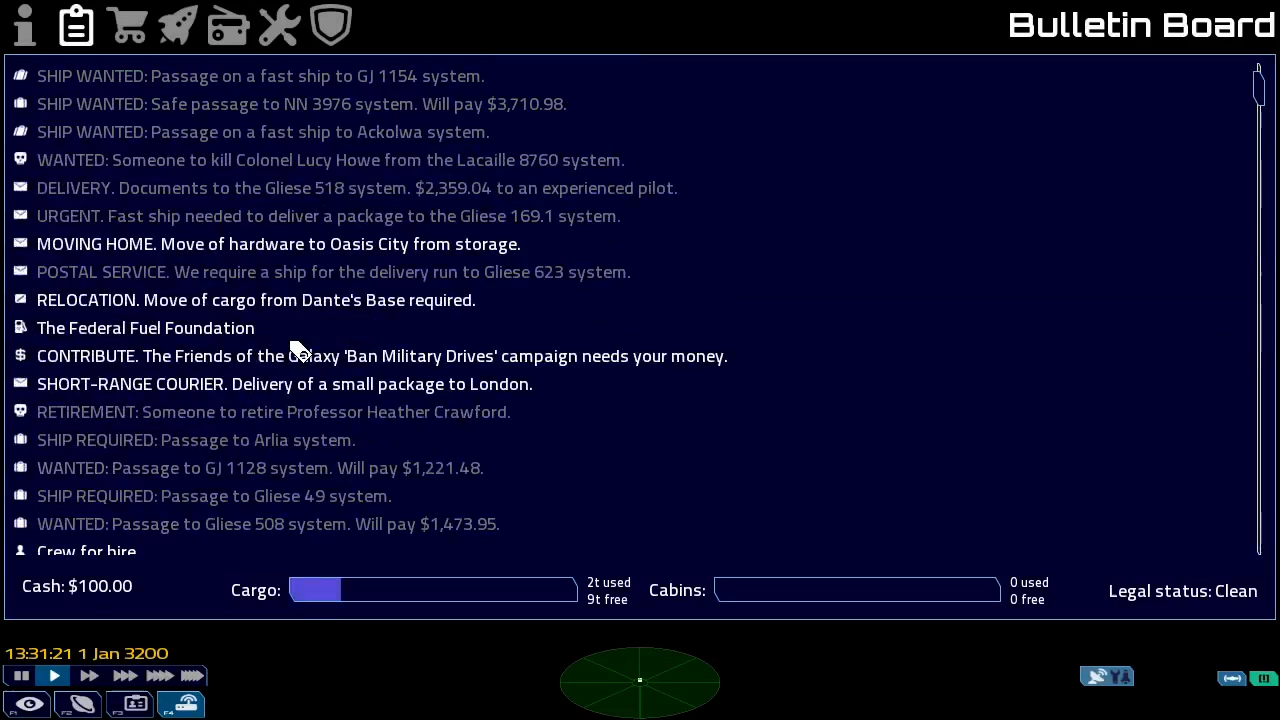 Bulletin Board
SHIP WANTED: Passage on a fast ship to GJ 1154 system.
SHIP WANTED: Safe passage to NN 3976 system. Will pay $3,710.98.
SHIP WANTED: Passage on a fast ship to Ackolwa system.
WANTED: Someone to kill Colonel Lucy Howe from the Lacaille 8760 system.
DELIVERY. Documents to the Gliese 518 system. $2,359.04 to an experienced pilot.
URGENT. Fast ship needed to deliver a package to the Gliese 169.1 system.
MOVING HOME. Move of hardware to Oasis City from storage.
POSTAL SERVICE. We require a ship for the delivery run to Gliese 623 system.
RELOCATION. Move of cargo from Dante's Base required.
The Federal Fuel Foundation
$ CONTRIBUTE. The Friends of the Galaxy 'Ban Military Drives' campaign needs your money.
SHORT-RANGE COURIER. Delivery of a small package to London.
RETIREMENT: Someone to retire Professor Heather Crawford.
SHIP REQUIRED: Passage to Arlia system.
WANTED: Passage to GJ 1128 system. Will pay $1,221.48.
SHIP REQUIRED: Passage to Gliese 49 system.
WANTED: Passage to Gliese 508 system. Will pay $1,473.95.
Crew for hire
Cash: $100.00
Cargo:
2t used
9t free
Cabins:
0 used
0 free
Legal status: Clean
13:31:21 1 Jan 3200
F1 F2 F3 F4